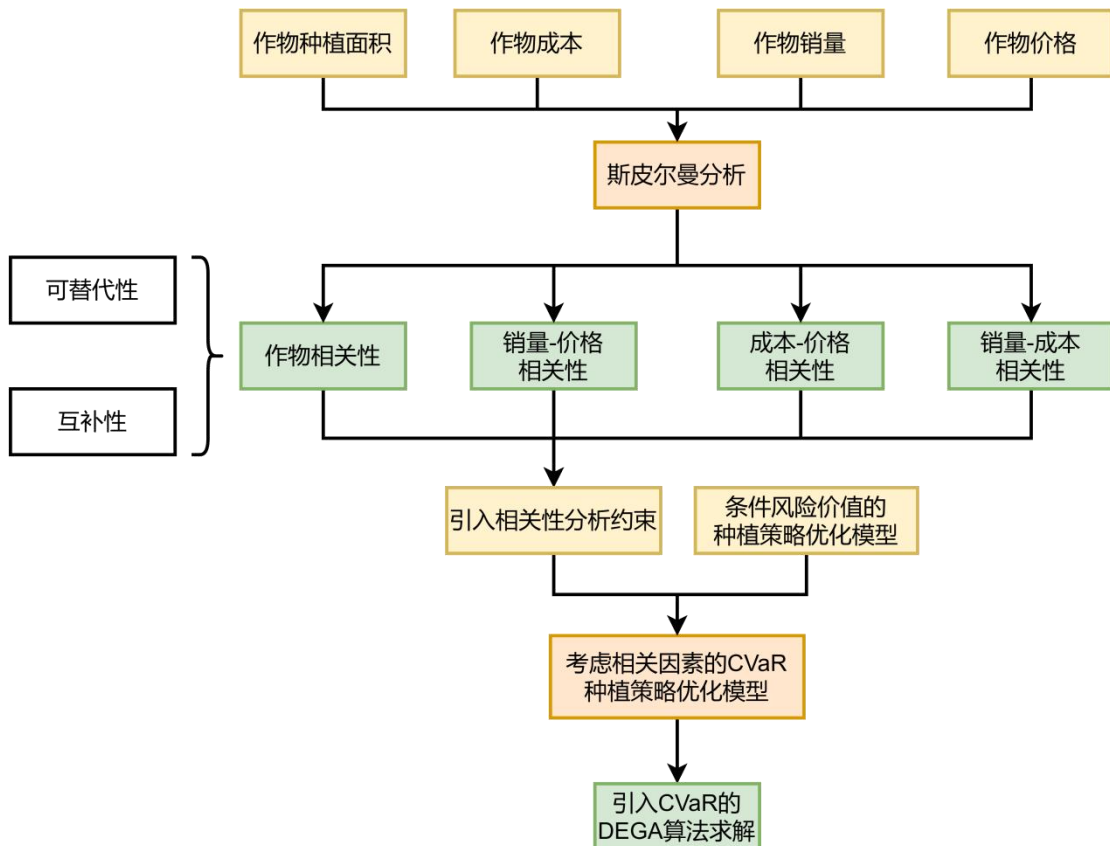 作物种植面积
作物成本
作物销量
作物价格
斯皮尔曼分析
可替代性
互补性
作物相关性
销量-价格
相关性
成本-价格
相关性
销量-成本
相关性
引入相关性分析约束
条件风险价值的
种植策略优化模型
考虑相关因素的CVaR
种植策略优化模型
引入CVaR的
DEGA算法求解